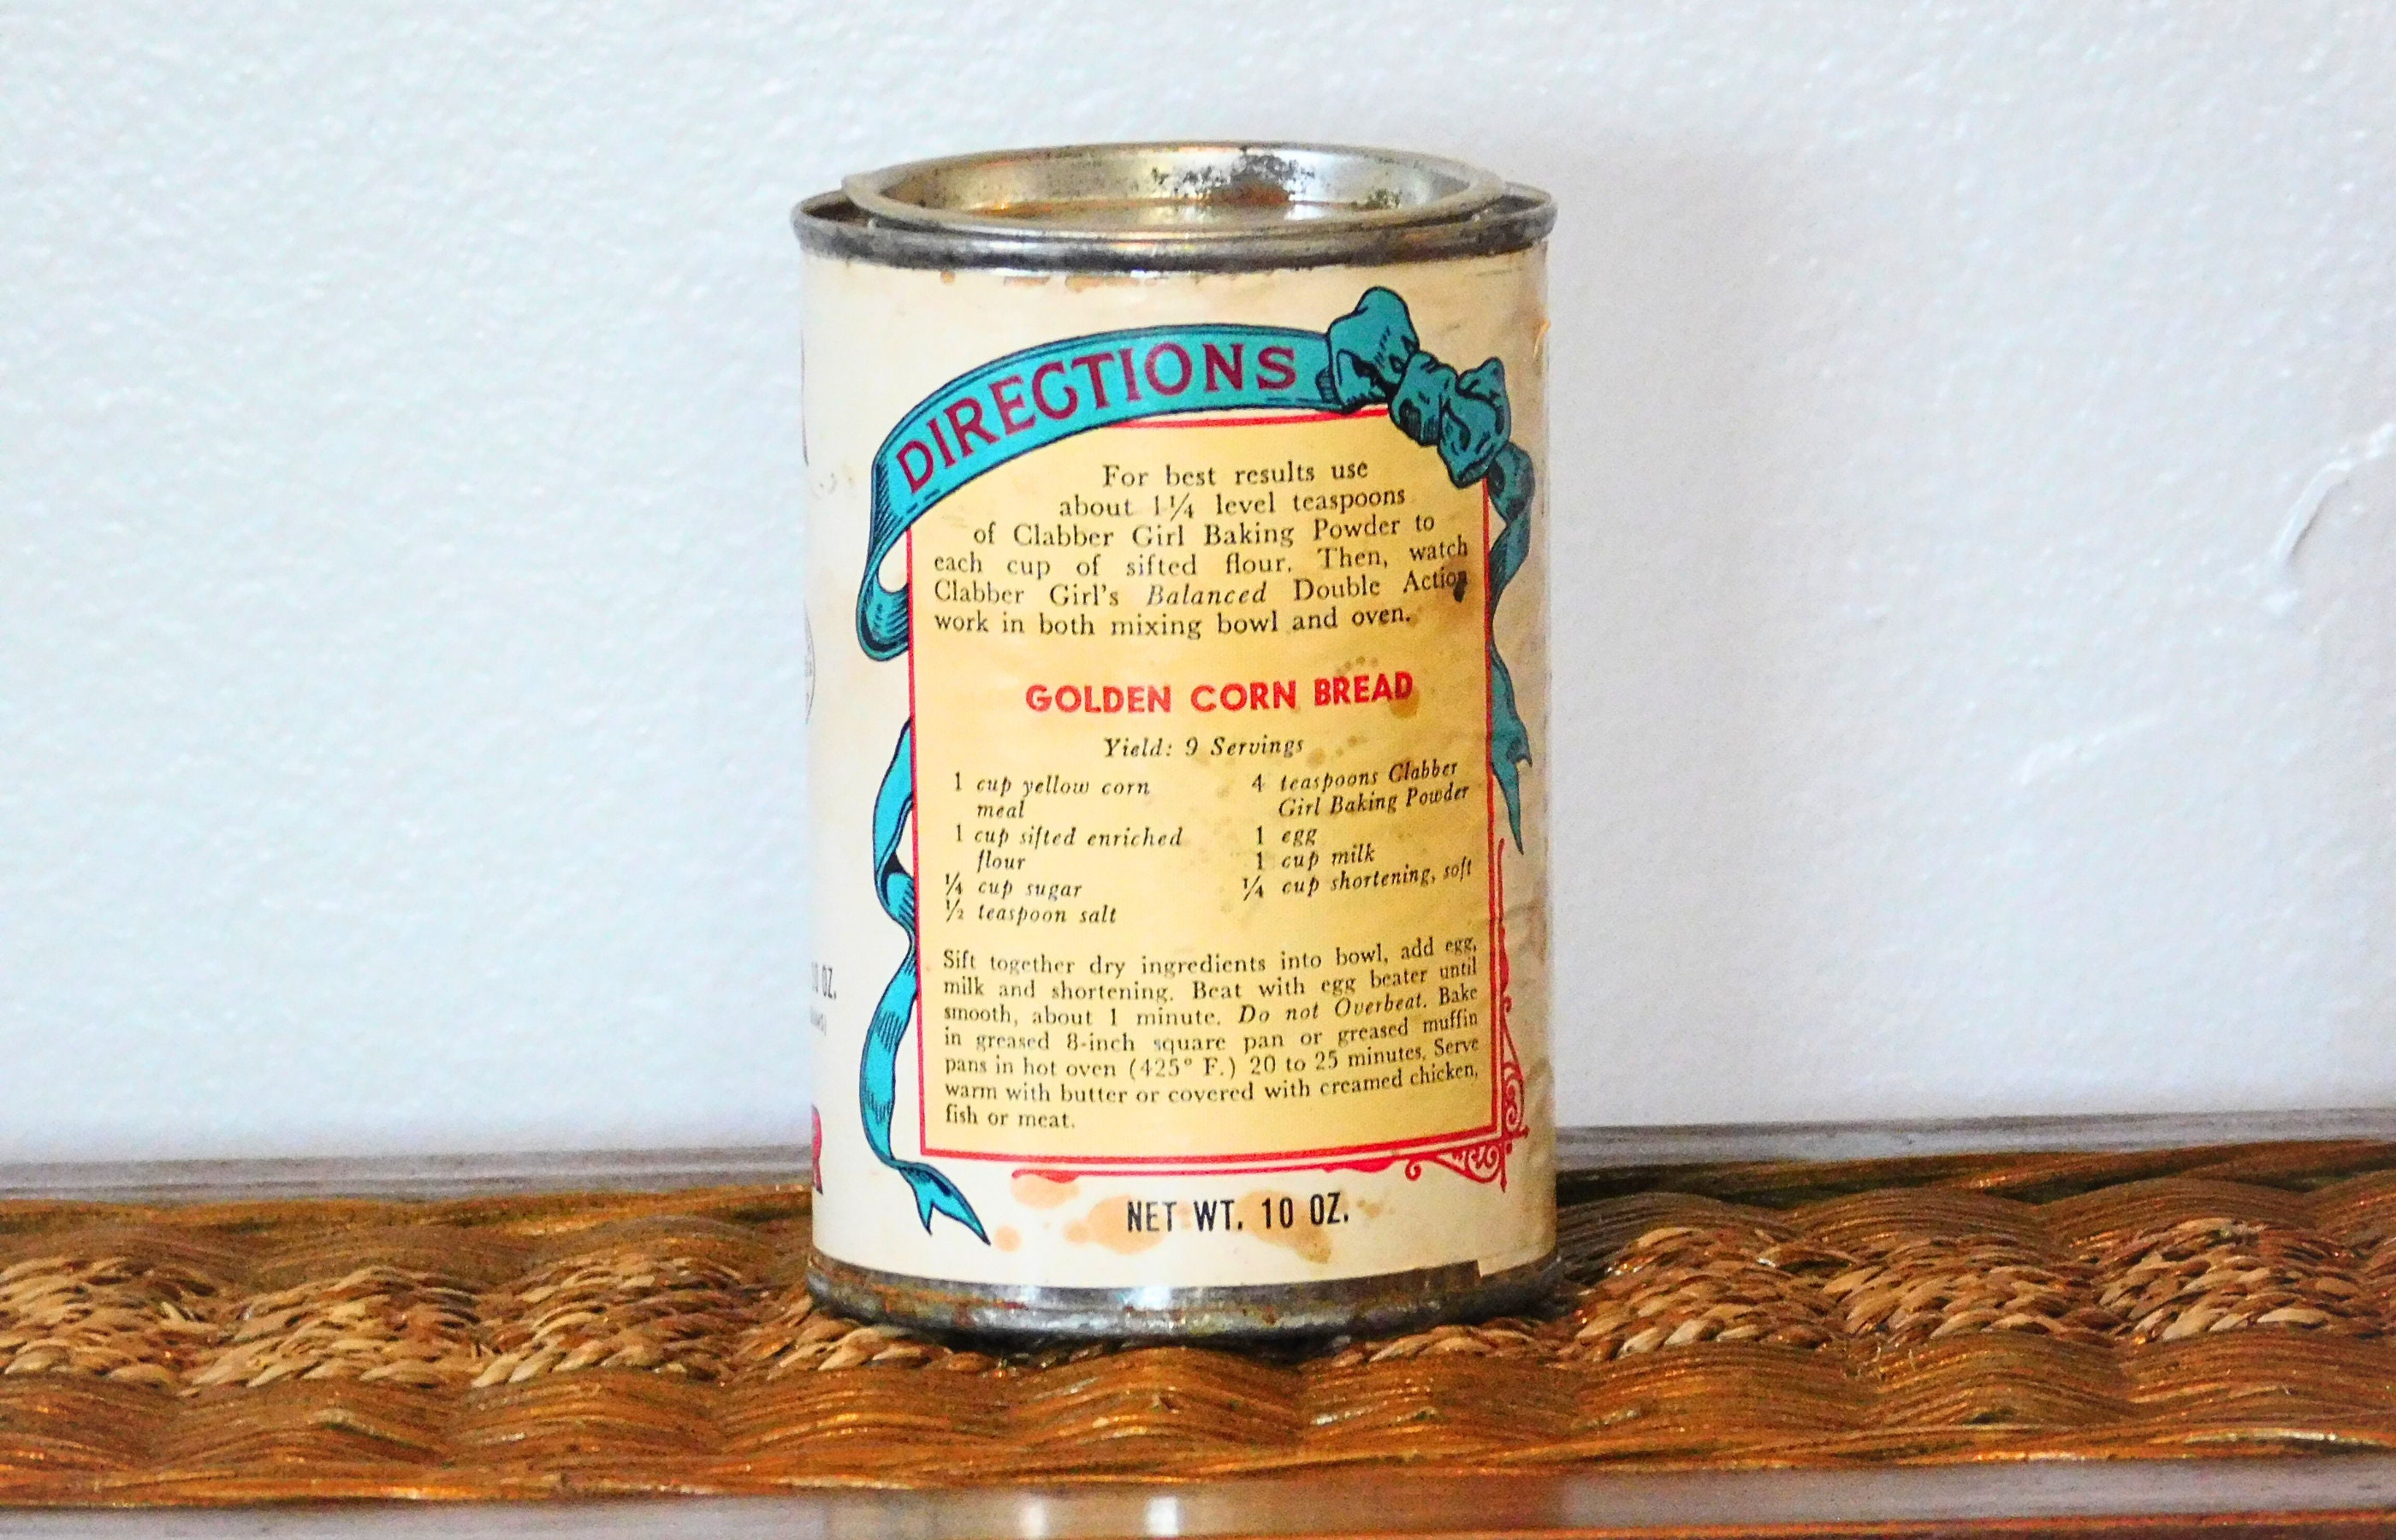 DIRECTIONS
For best results use
about 1¼ level teaspoons
of Clabber Girl Baking Powder to
each cup of sifted flour. Then, watch
Clabber Girl's Balanced Double Action
work in both mixing bowl and oven.
GOLDEN CORN BREAD
Yield: 9 Servings
1 cup yellow corn
meal
1 cup sifted enriched
flour
¼ cup sugar
½ teaspoon salt
4 teaspoons Clabber
Girl Baking Powder
1 egg
1 cup milk
¼ cup shortening, soft
Sift together dry ingredients into bowl, add egg,
milk and shortening. Beat with egg beater until
smooth, about 1 minute. Do not Overbeat. Bake
in greased 8-inch square pan or greased muffin
pans in hot oven (425° F.) 20 to 25 minutes. Serve
warm with butter or covered with creamed chicken,
fish or meat.
NET WT. 10 OZ.
OZ.